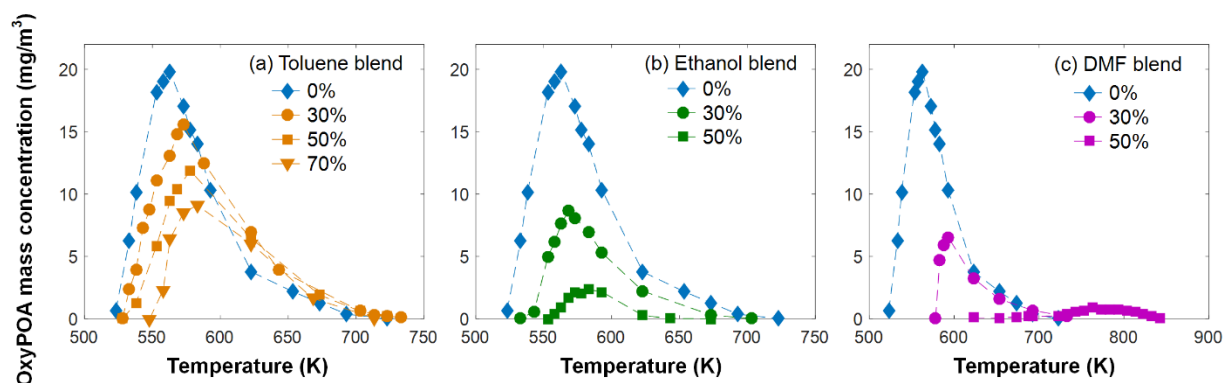 OxyPOA mass concentration (mg/m³)
(a) Toluene blend
0%
30%
50%
70%
20
15
10
5
0
500 550 600 650 700 750
Temperature (K)
(b) Ethanol blend
0%
30%
50%
20
15
10
5
0
500 550 600 650 700 750
Temperature (K)
(c) DMF blend
0%
30%
50%
20
15
10
5
0
500 600 700 800 900
Temperature (K)